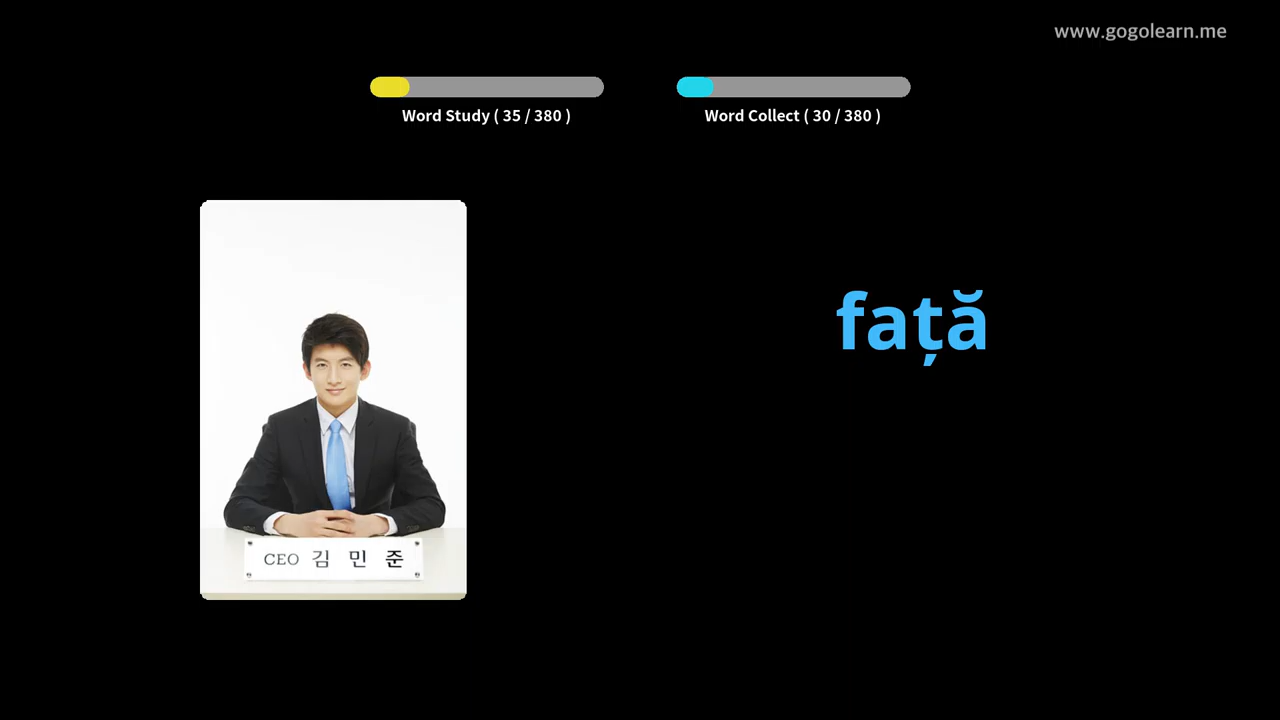 www.gogolearn.me
Word Study ( 35 / 380 )
Word Collect ( 30 / 380 )
față
CEO 김 민 준